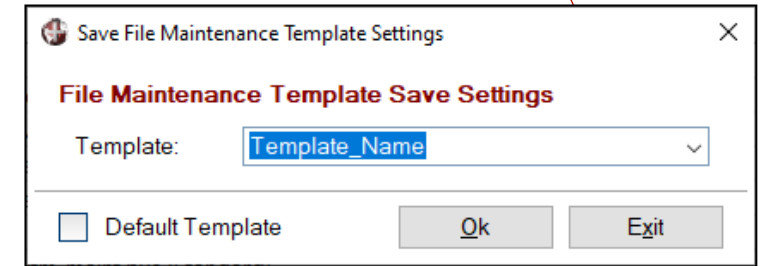 Save File Maintenance Template Settings
File Maintenance Template Save Settings
Template: Template_Name
Default Template Ok Exit